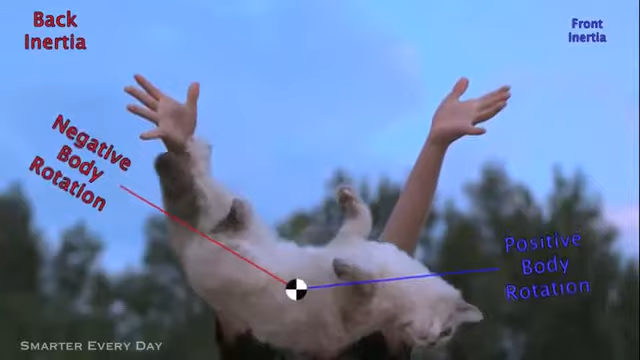 Back
Inertia
Front
Inertia
Negative
Body
Rotation
Positive
Body
Rotation
Smarter Every Day